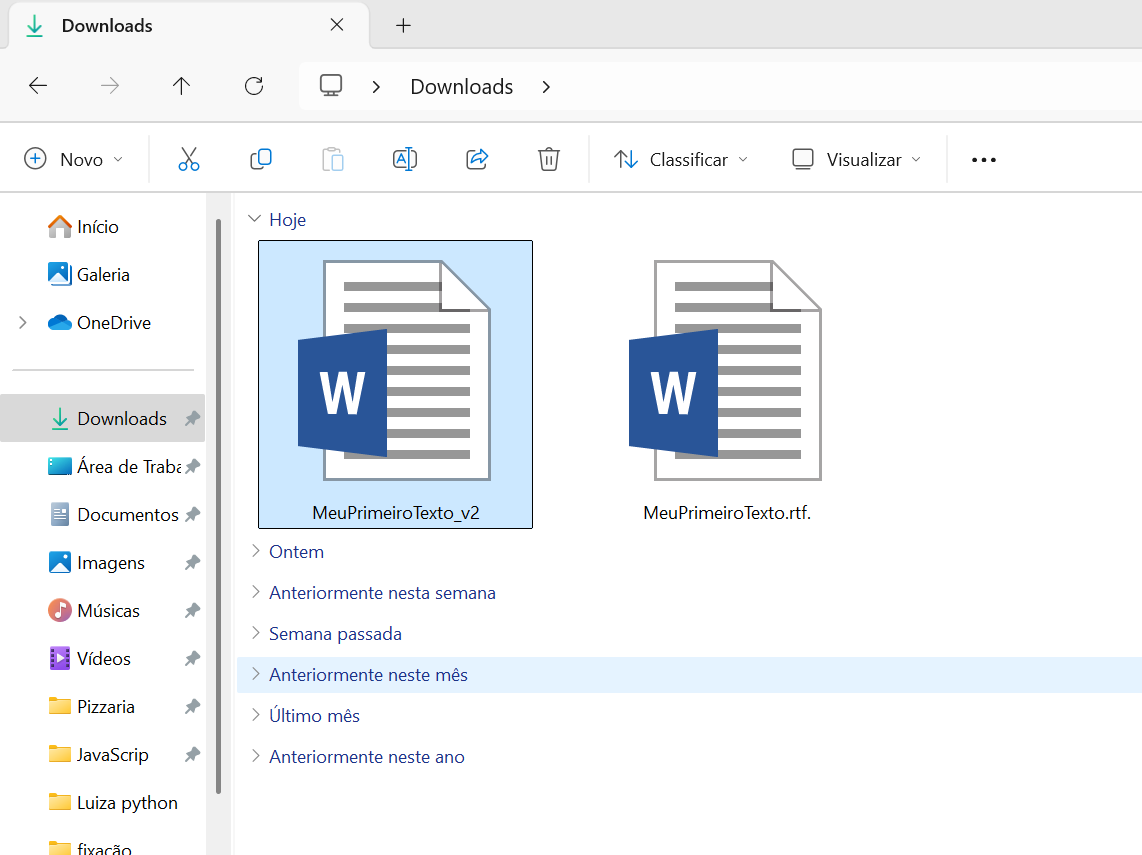 Downloads
Downloads
Novo
Classificar
Visualizar
Início
Galeria
OneDrive
Downloads
Área de Traba
Documentos
Imagens
Músicas
Vídeos
Pizzaria
JavaScrip
Luiza python
fixação
Hoje
W
W
MeuPrimeiroTexto_v2
MeuPrimeiroTexto.rtf.
Ontem
Anteriormente nesta semana
Semana passada
Anteriormente neste mês
Último mês
Anteriormente neste ano